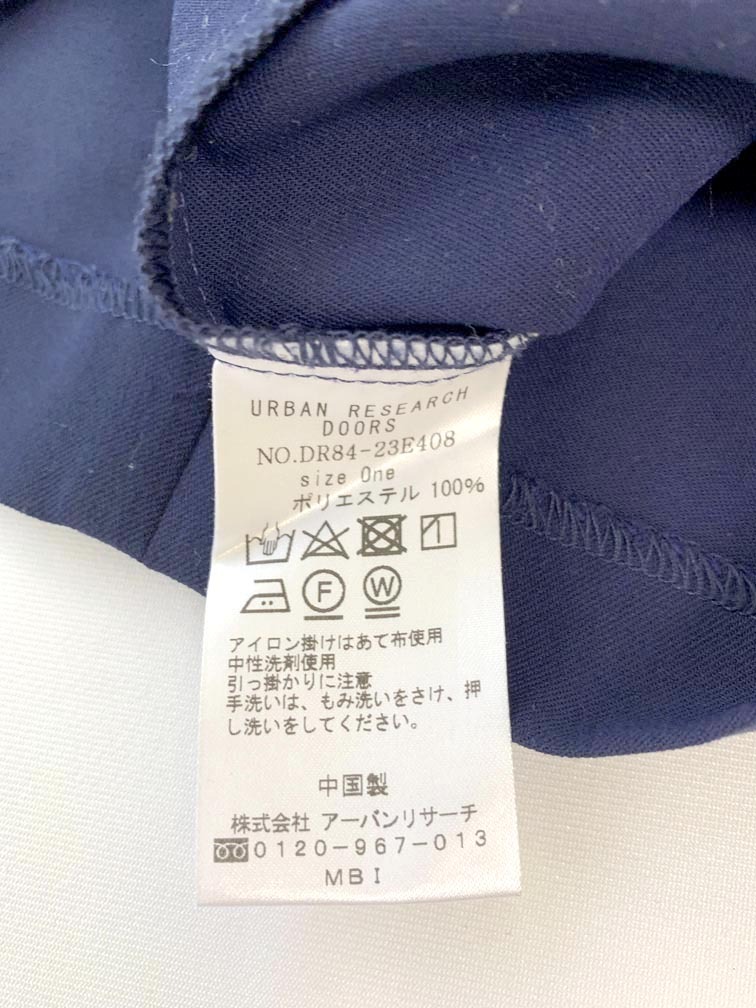 URBAN RESEARCH
DOORS
NO.DR84-23E408
size One
ポリエステル 100%
F W
アイロン掛けはあて布使用
中性洗剤使用
引っ掛かりに注意
手洗いは、もみ洗いをさけ、押
し洗いをしてください。
中国製
株式会社 アーバンリサーチ
0120-967-013
MBI